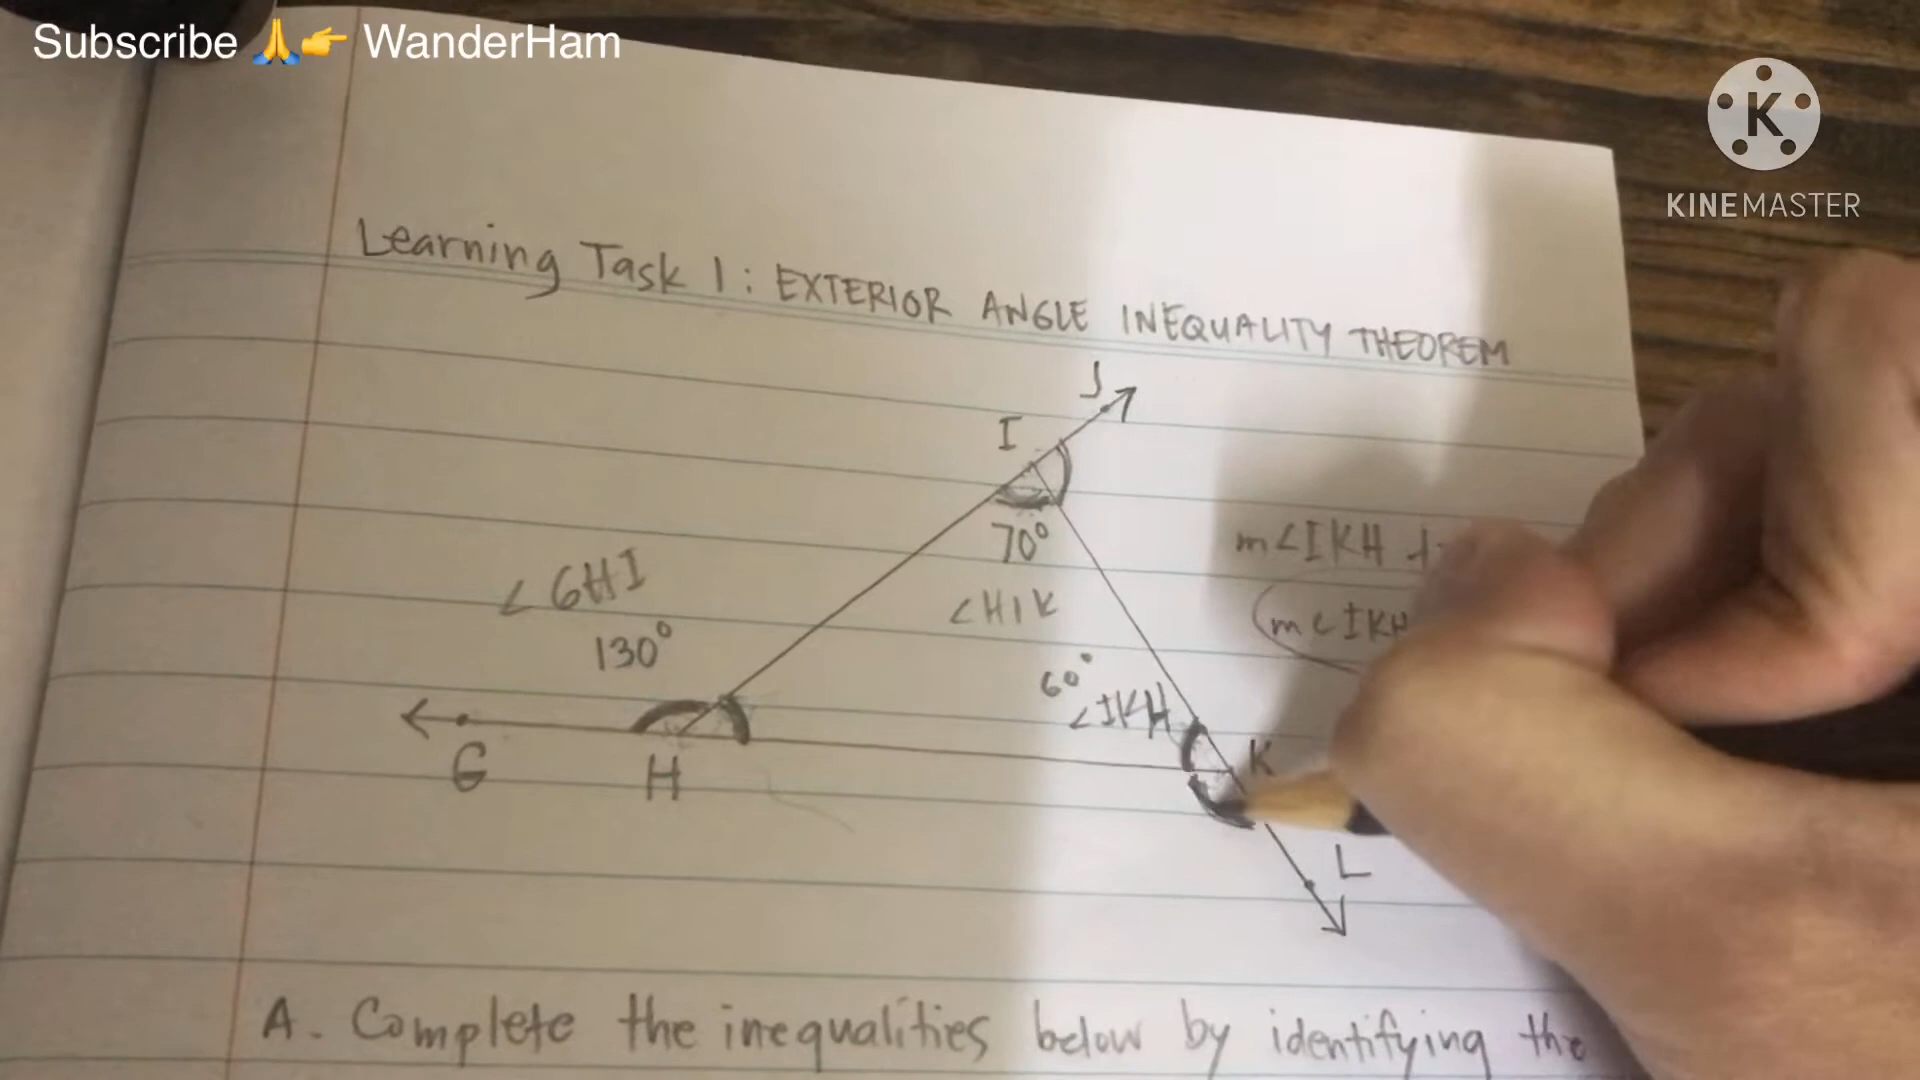 Subscribe 🙏👉 WanderHam
KINEMASTER
Learning Task 1: EXTERIOR ANGLE INEQUALITY THEOREM
J
I
70°
m∠IKH
∠GHI
∠HIK
m∠IKH
130°
60°
∠IKH
G
H
K
L
A. Complete the inequalities below by identifying the